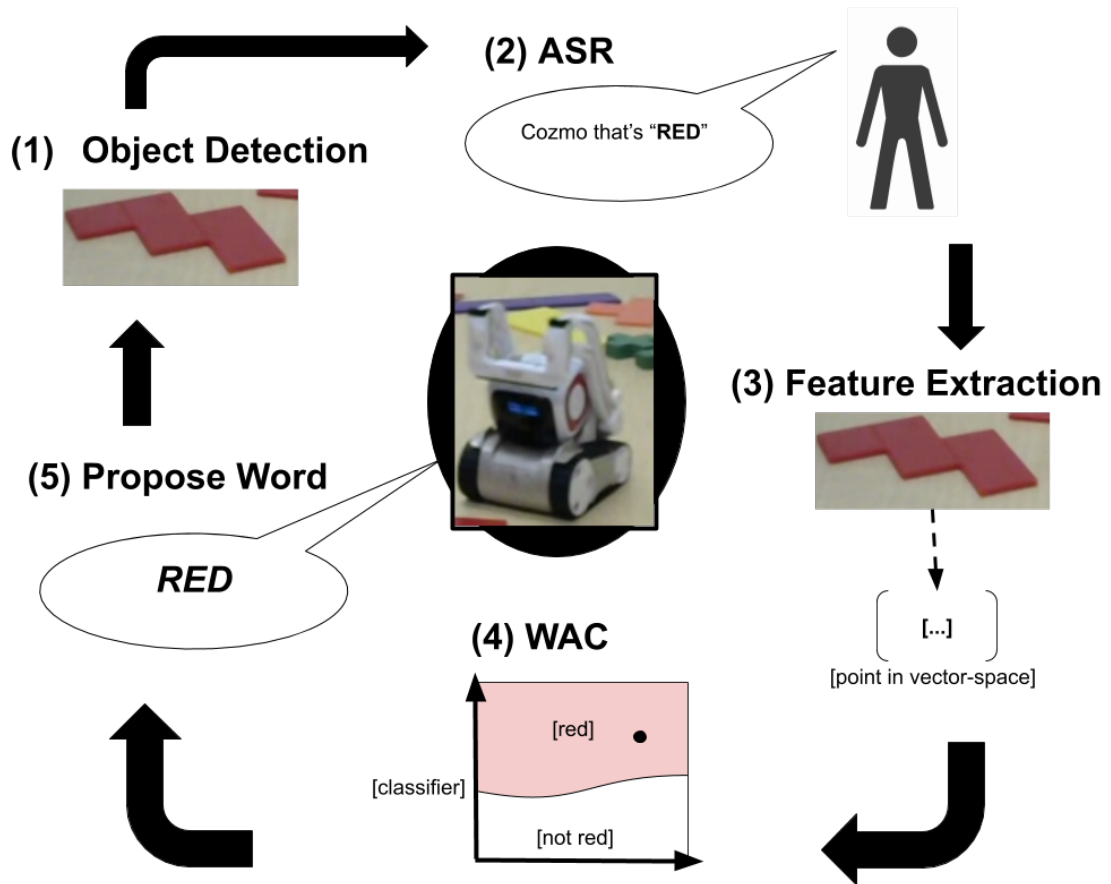 (1) Object Detection
(2) ASR
Cozmo that's “RED”
(3) Feature Extraction
[...]
[point in vector-space]
(4) WAC
[red]
[classifier]
[not red]
(5) Propose Word
RED